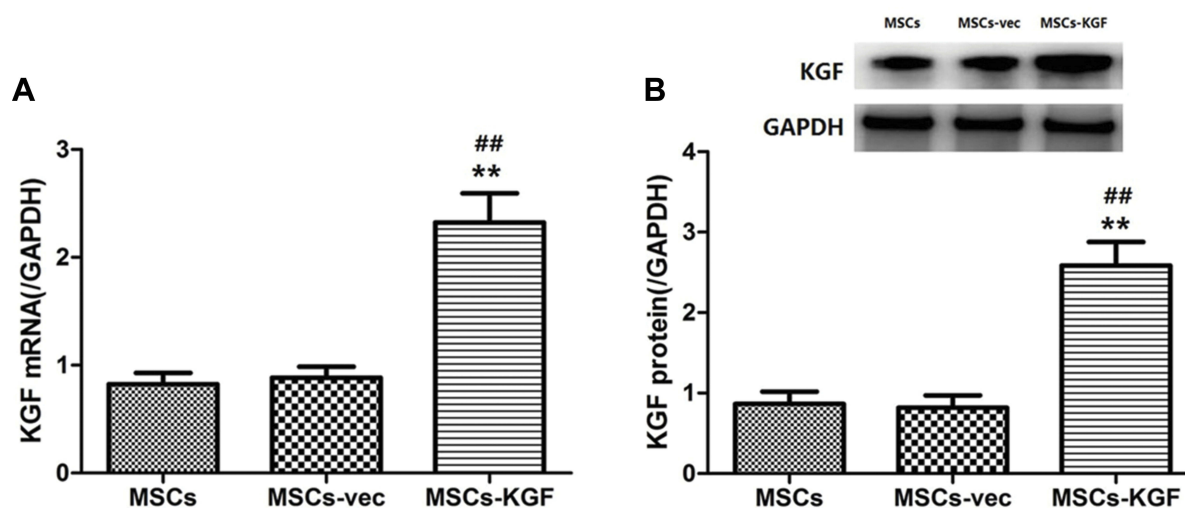 A
KGF mRNA(/GAPDH)
3
2
1
0
##
**
MSCs MSCs-vec MSCs-KGF
B
MSCs MSCs-vec MSCs-KGF
KGF
GAPDH
KGF protein(/GAPDH)
4
3
2
1
0
##
**
MSCs MSCs-vec MSCs-KGF